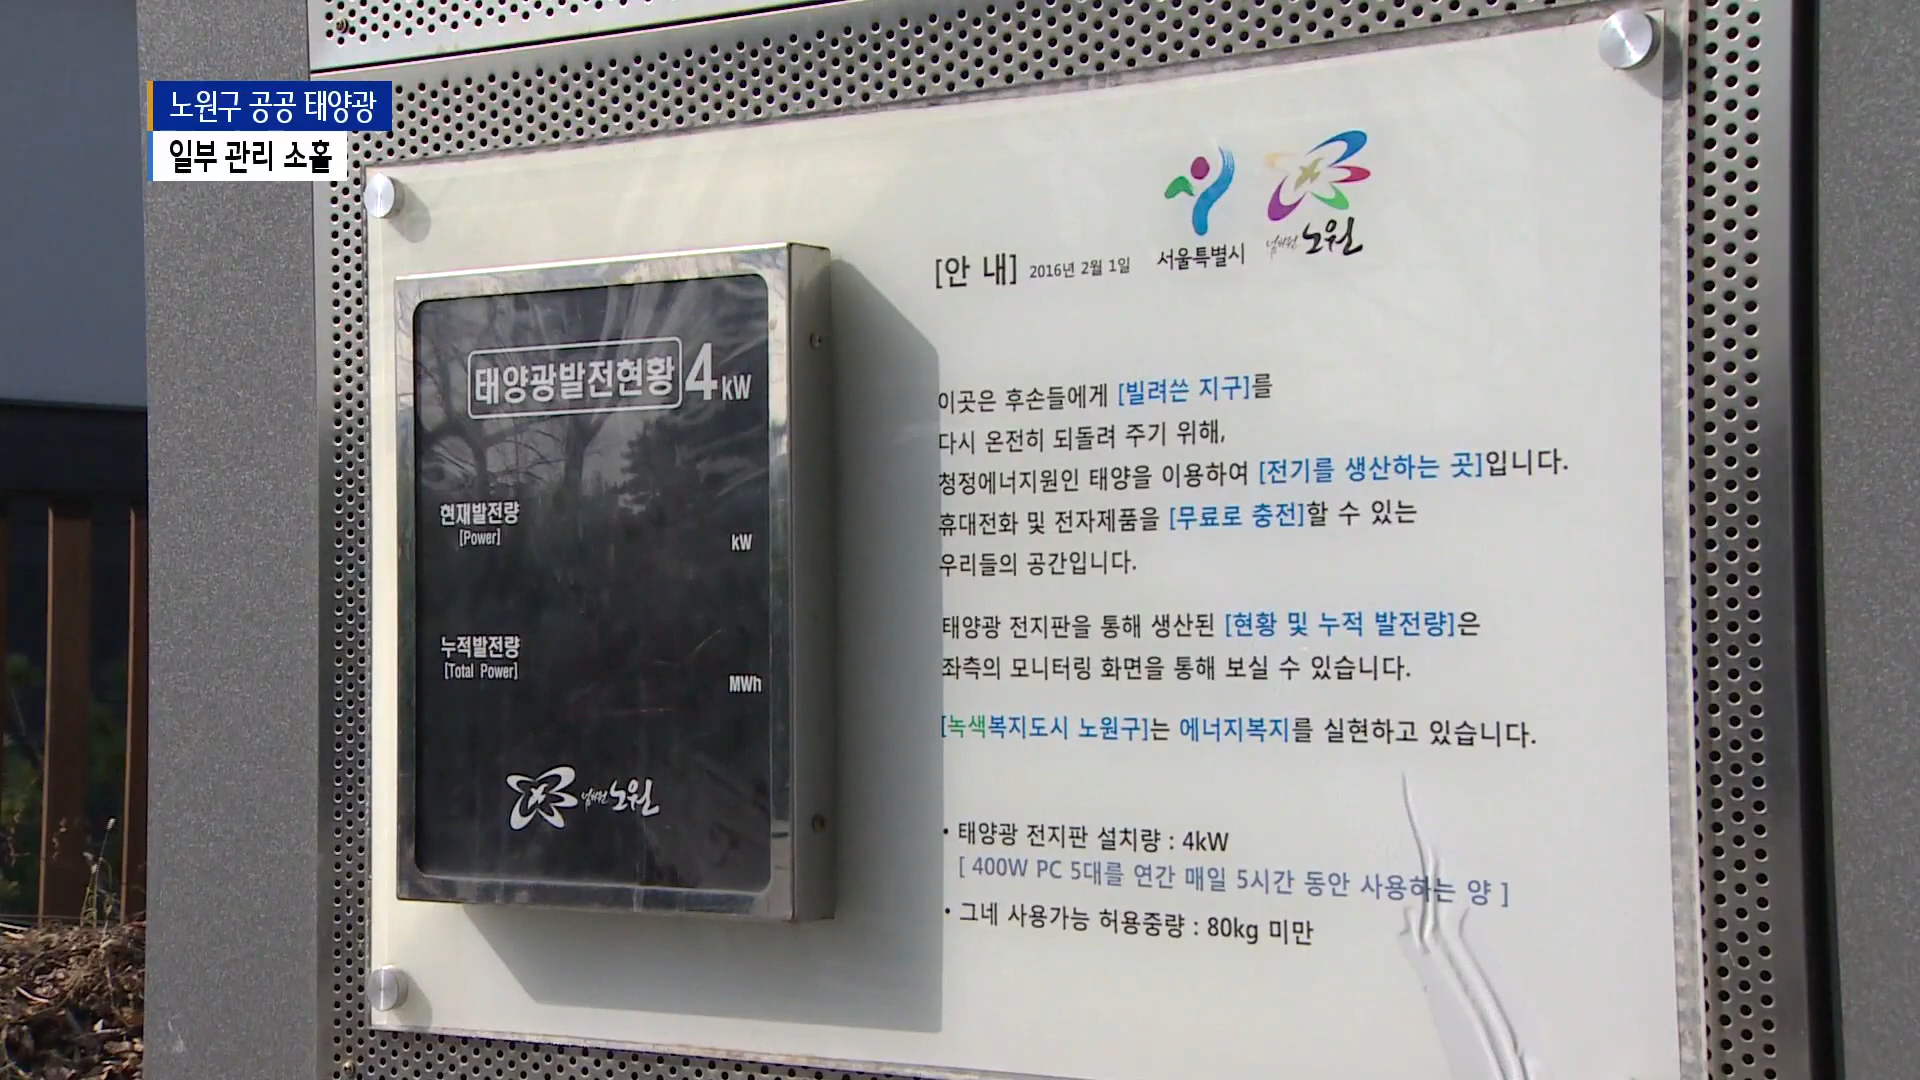 노원구 공공 태양광
일부 관리 소홀
서울특별시
넘버원 노원
[안 내] 2016년 2월 1일
태양광발전현황 4kW
현재발전량
[Power]
kW
누적발전량
[Total Power]
MWh
넘버원 노원
이곳은 후손들에게 [빌려쓴 지구]를
다시 온전히 되돌려 주기 위해,
청정에너지원인 태양을 이용하여 [전기를 생산하는 곳]입니다.
휴대전화 및 전자제품을 [무료로 충전]할 수 있는
우리들의 공간입니다.
태양광 전지판을 통해 생산된 [현황 및 누적 발전량]은
좌측의 모니터링 화면을 통해 보실 수 있습니다.
[녹색복지도시 노원구]는 에너지복지를 실현하고 있습니다.
• 태양광 전지판 설치량 : 4kW
[ 400W PC 5대를 연간 매일 5시간 동안 사용하는 양 ]
• 그네 사용가능 허용중량 : 80kg 미만